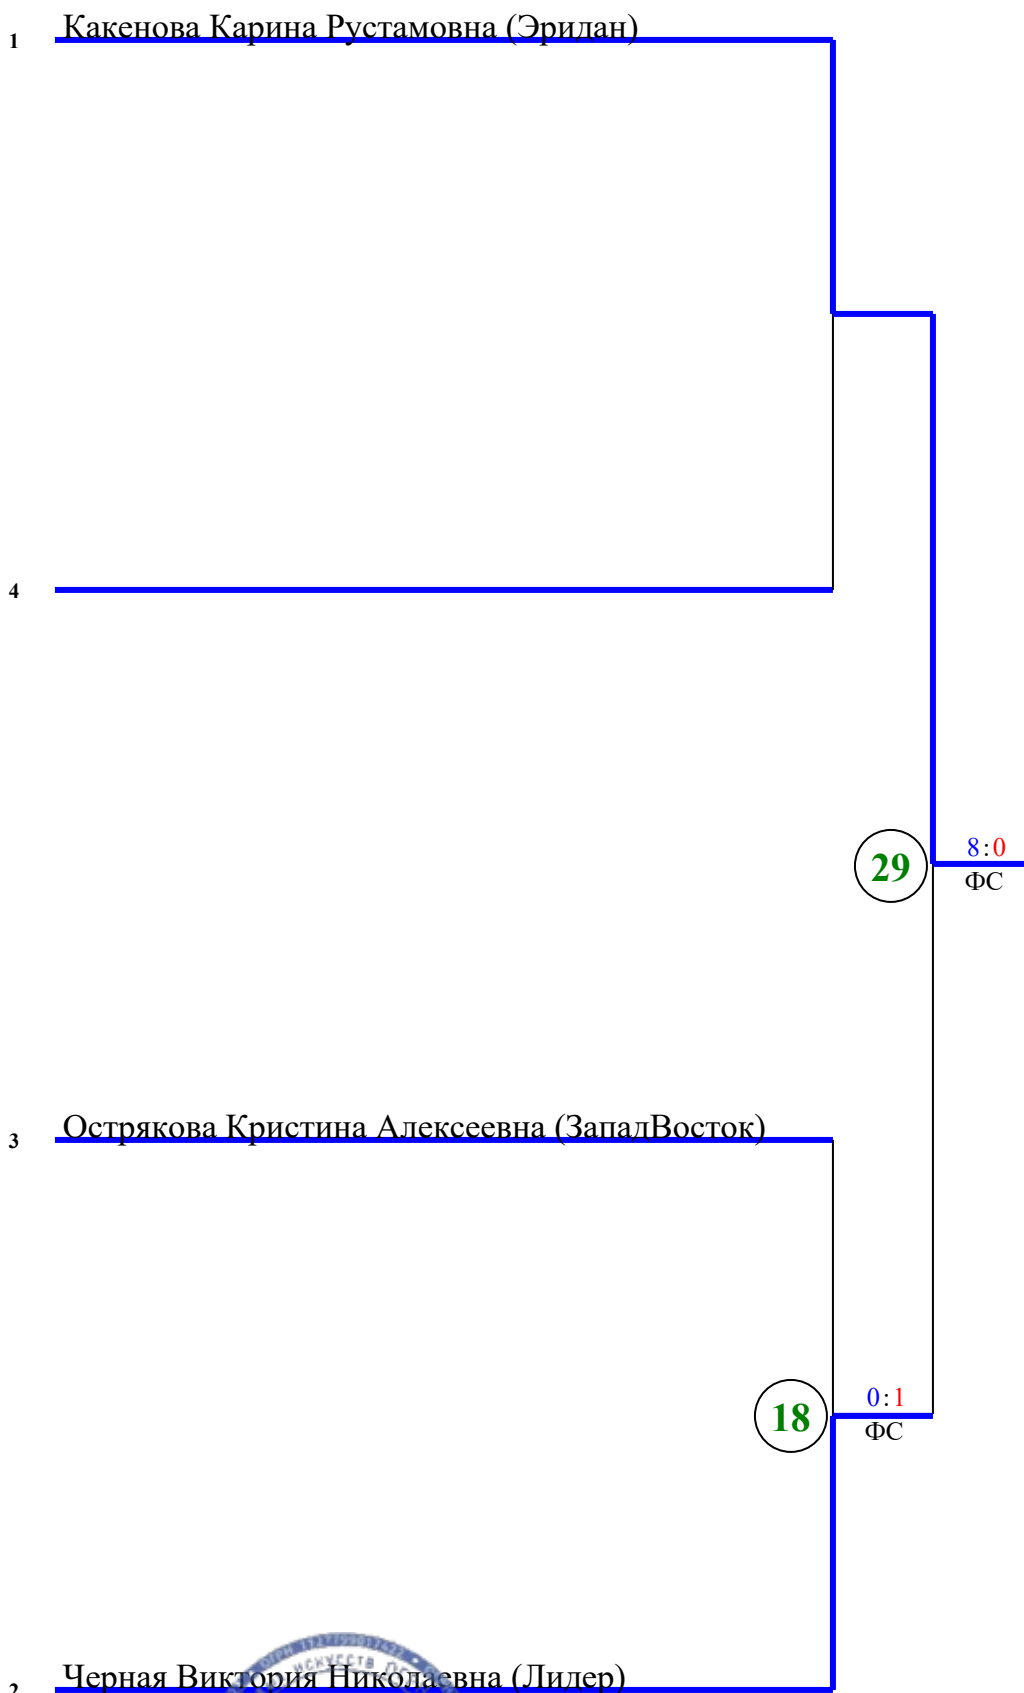 1 Какенова Карина Рустамовна (Эридан)
4
29 8:0
ФС
3 Острякова Кристина Алексеевна (ЗападВосток)
18 0:1
ФС
2 Черная Виктория Николаевна (Лидер)
ИСКУССТВ